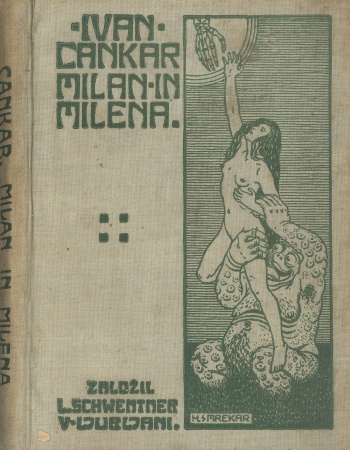 ·IVAN·
CANKAR
MILAN·IN
MILENA.
ZALOŽIL
L.SCHWENTNER
V·LJUBLJANI.
H.SMREKAR
CANKAR, MILAN IN MILENA